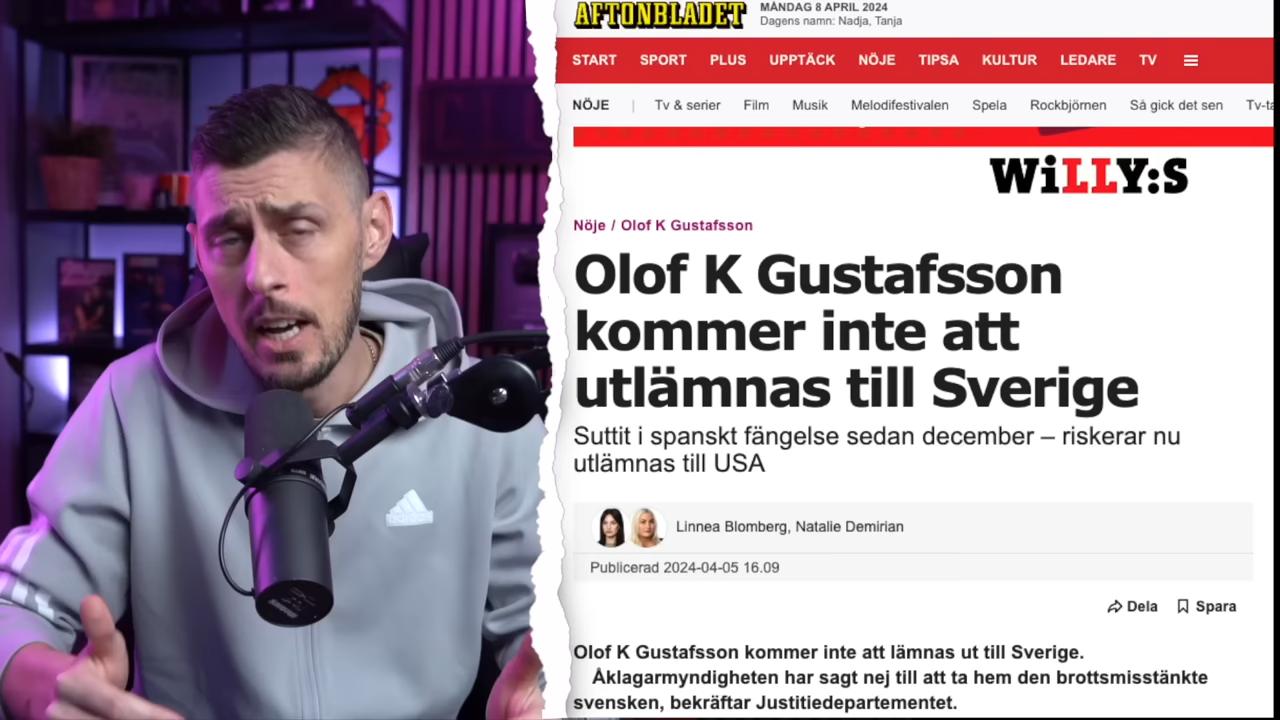 AFTONBLADET
MÅNDAG 8 APRIL 2024
Dagens namn: Nadja, Tanja
START SPORT PLUS UPPTÄCK NÖJE TIPSA KULTUR LEDARE TV
NÖJE | Tv & serier Film Musik Melodifestivalen Spela Rockbjörnen Så gick det sen Tv-ta
WiLLY:S
Nöje / Olof K Gustafsson
Olof K Gustafsson
kommer inte att
utlämnas till Sverige
Suttit i spanskt fängelse sedan december – riskerar nu
utlämnas till USA
Linnea Blomberg, Natalie Demirian
Publicerad 2024-04-05 16.09
Dela Spara
Olof K Gustafsson kommer inte att lämnas ut till Sverige.
Åklagarmyndigheten har sagt nej till att ta hem den brottsmisstänkte
svensken, bekräftar Justitiedepartementet.
adidas